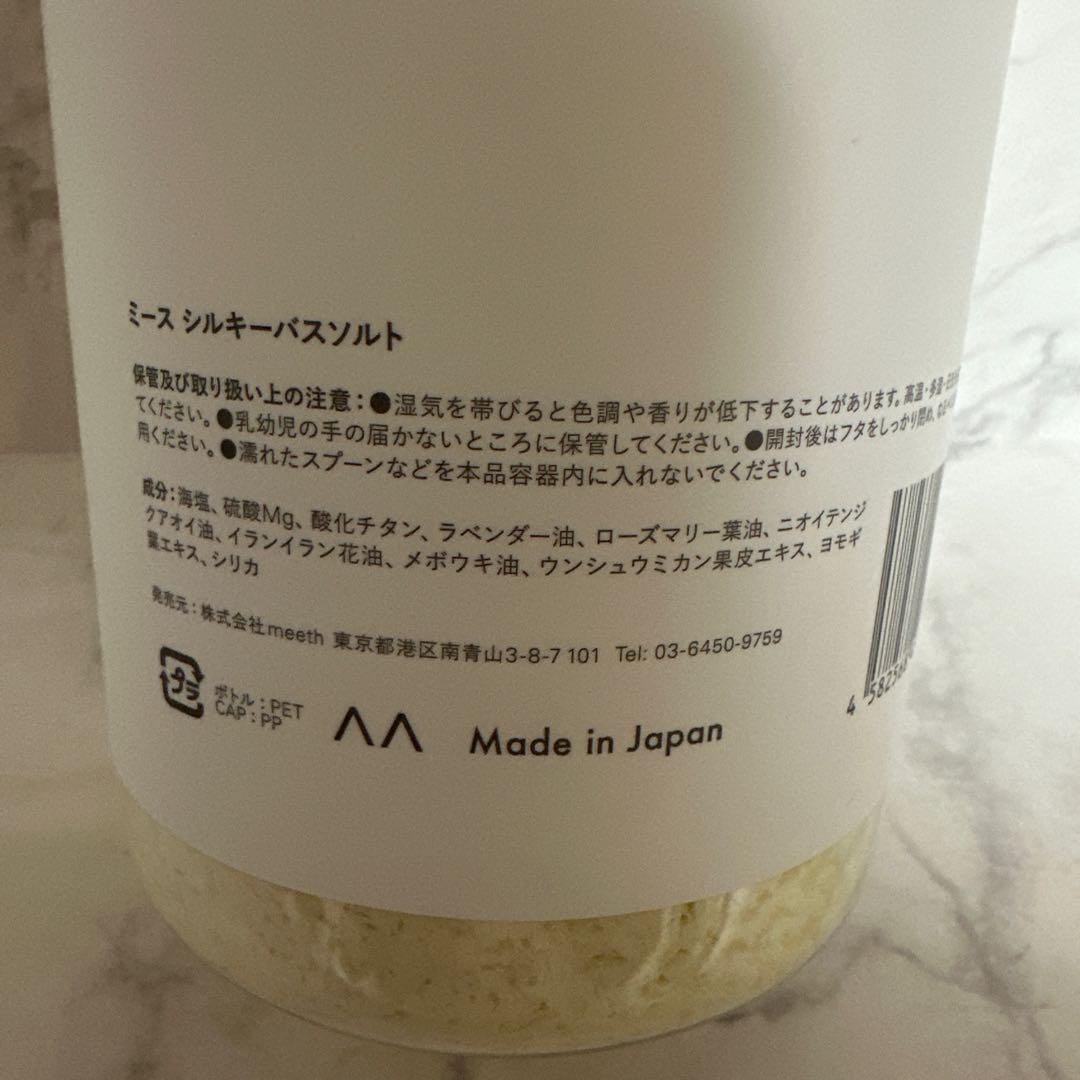 ミース シルキーバスソルト
保管及び取り扱い上の注意：●湿気を帯びると色調や香りが低下することがあります。高温・多湿・
てください。●乳幼児の手の届かないところに保管してください。●開封後はフタをしっかり閉め、
用ください。●濡れたスプーンなどを本品容器内に入れないでください。
成分：海塩、硫酸Mg、酸化チタン、ラベンダー油、ローズマリー葉油、ニオイテンジ
クアオイ油、イランイラン花油、メボウキ油、ウンシュウミカン果皮エキス、ヨモギ
葉エキス、シリカ
発売元：株式会社meeth 東京都港区南青山3-8-7 101 Tel: 03-6450-9759
プラ
ボトル：PET
CAP：PP
Made in Japan
4 58256